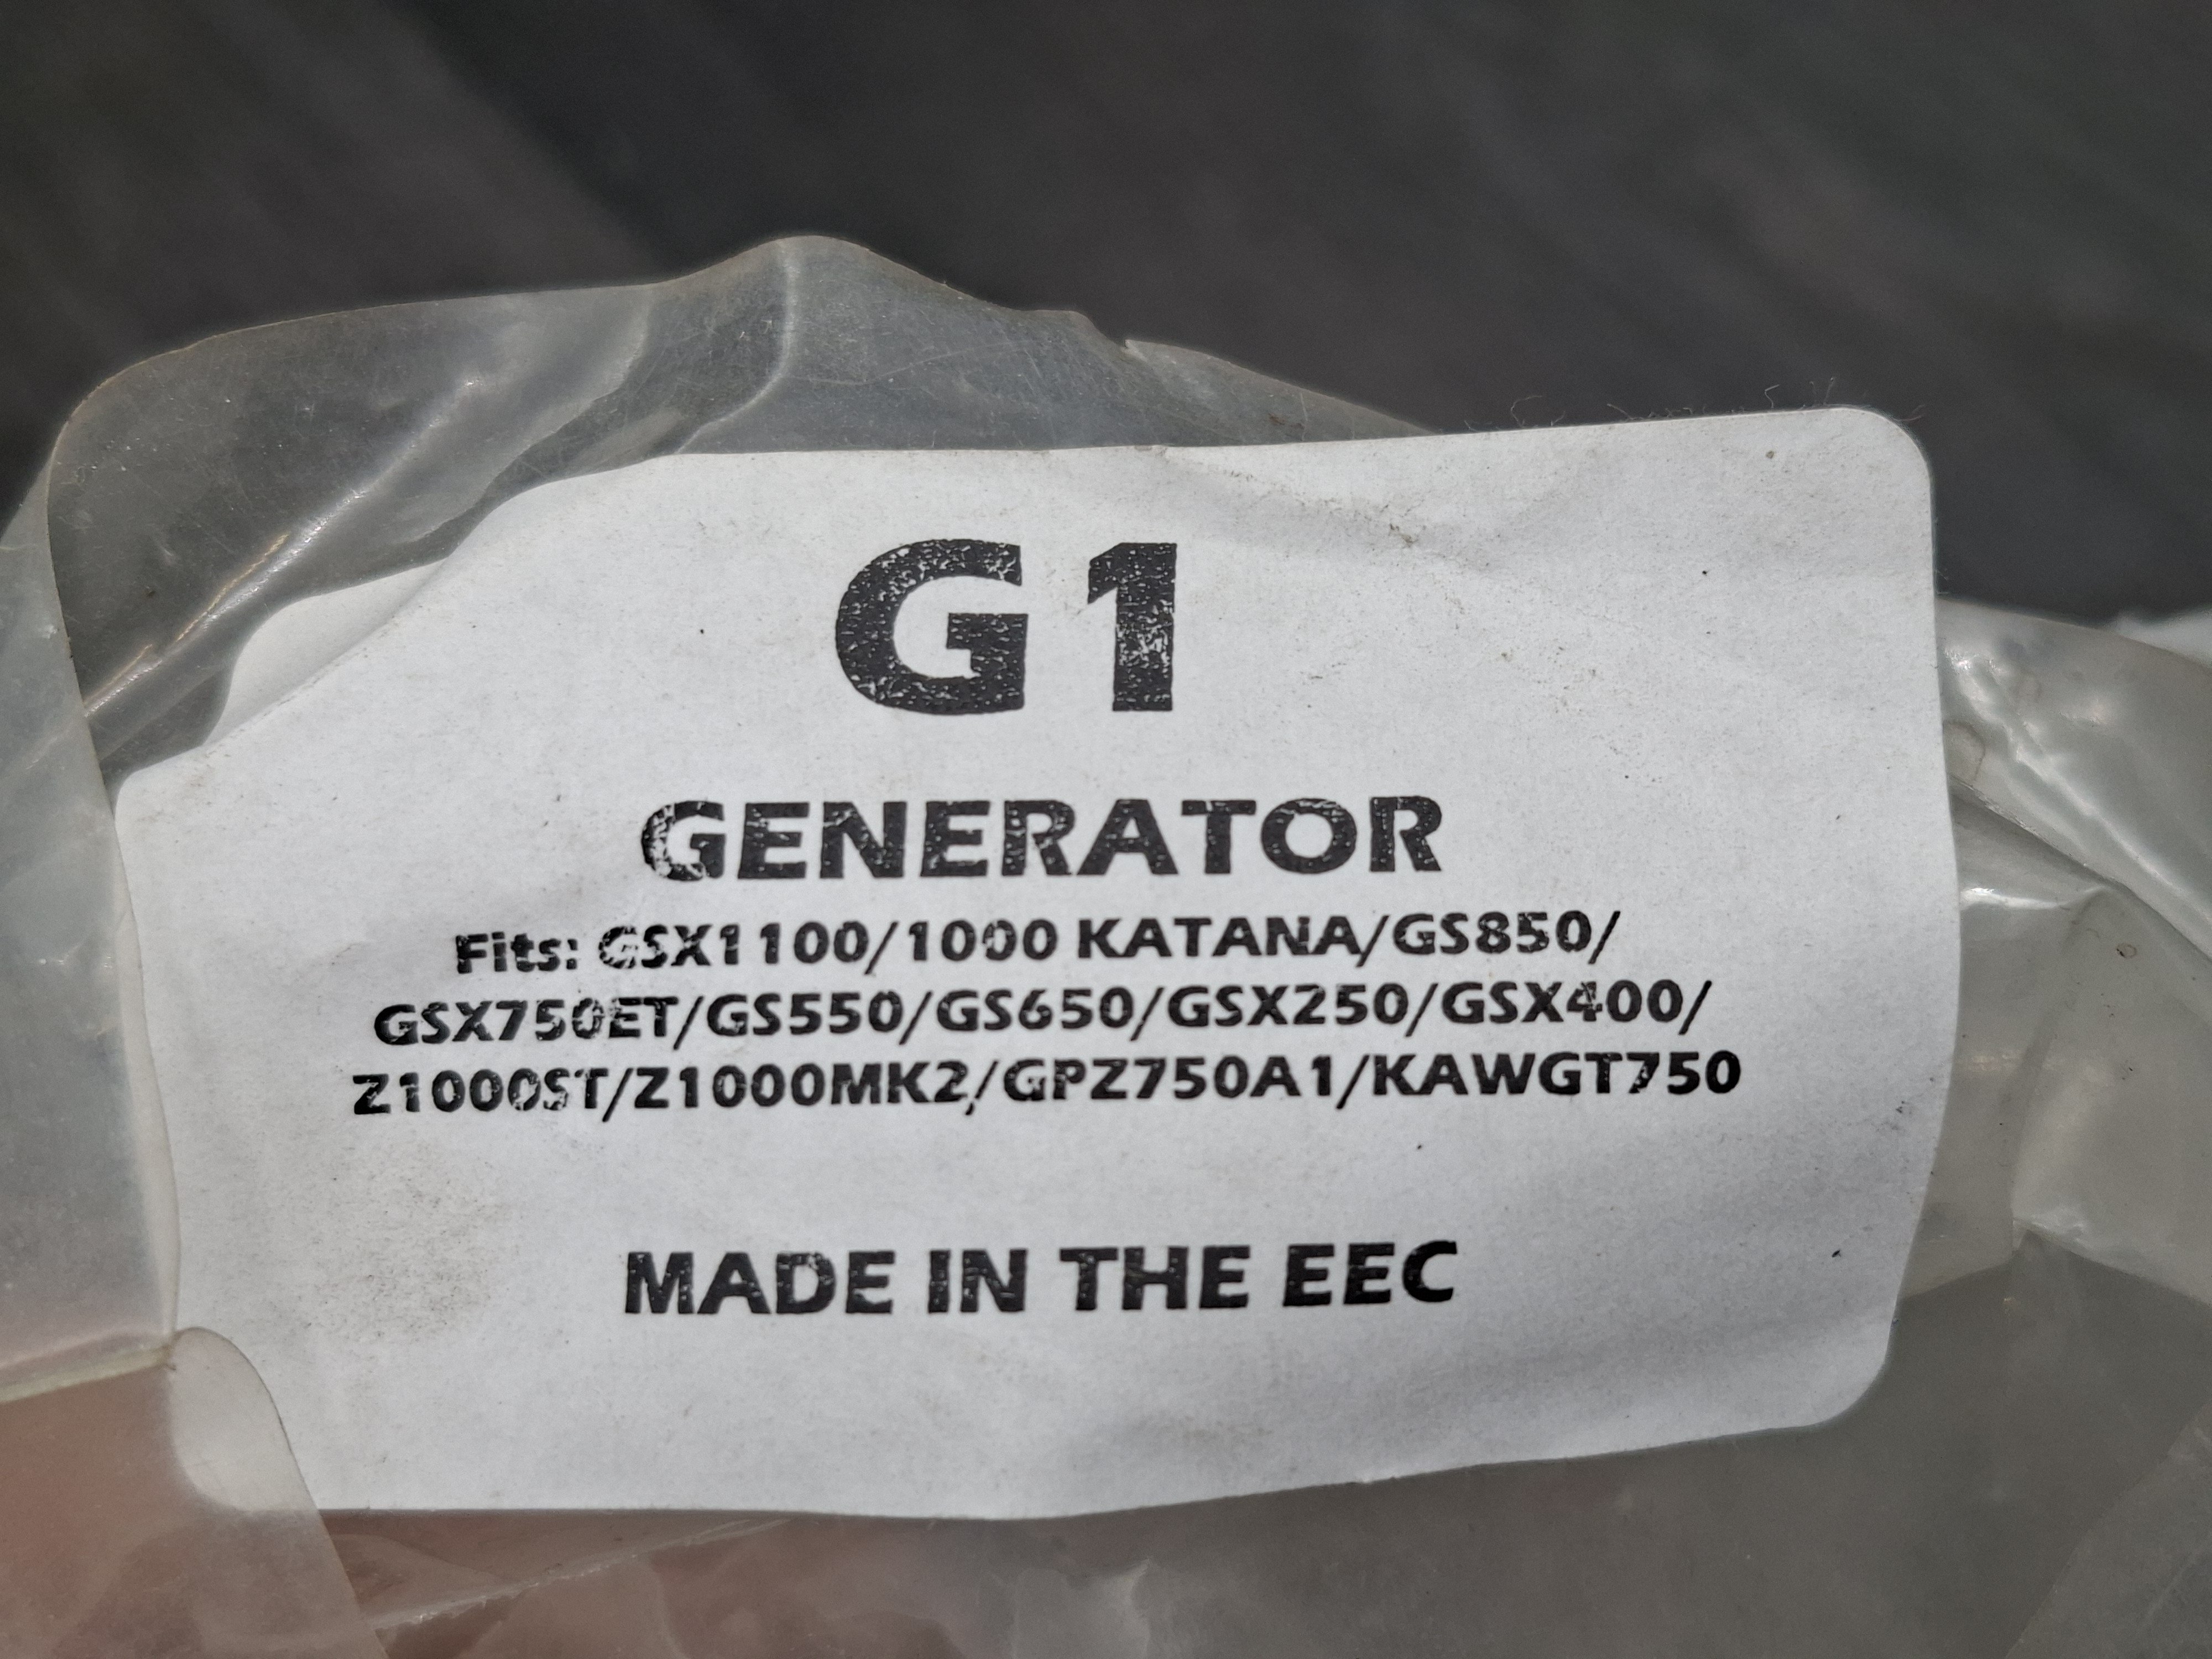 G1
GENERATOR
Fits: GSX1100/1000 KATANA/GS850/
GSX750ET/GS550/GS650/GSX250/GSX400/
Z1000ST/Z1000MK2/GPZ750A1/KAWGT750
MADE IN THE EEC